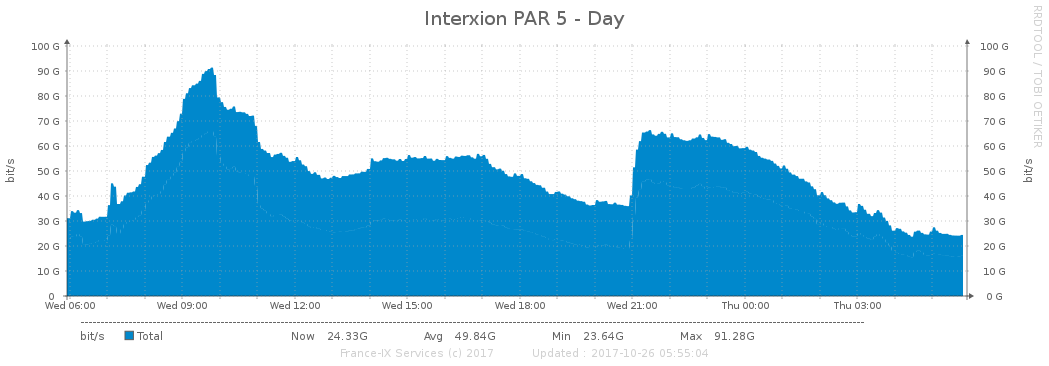 Interxion PAR 5 - Day
RRDTOOL / TOBI OETIKER
bit/s
100 G
90 G
80 G
70 G
60 G
50 G
40 G
30 G
20 G
10 G
0
100 G
90 G
80 G
70 G
60 G
50 G
40 G
30 G
20 G
10 G
0 G
bit/s
Wed 06:00 Wed 09:00 Wed 12:00 Wed 15:00 Wed 18:00 Wed 21:00 Thu 00:00 Thu 03:00
bit/s Total Now 24.33G Avg 49.84G Min 23.64G Max 91.28G
France-IX Services (c) 2017 Updated : 2017-10-26 05:55:04